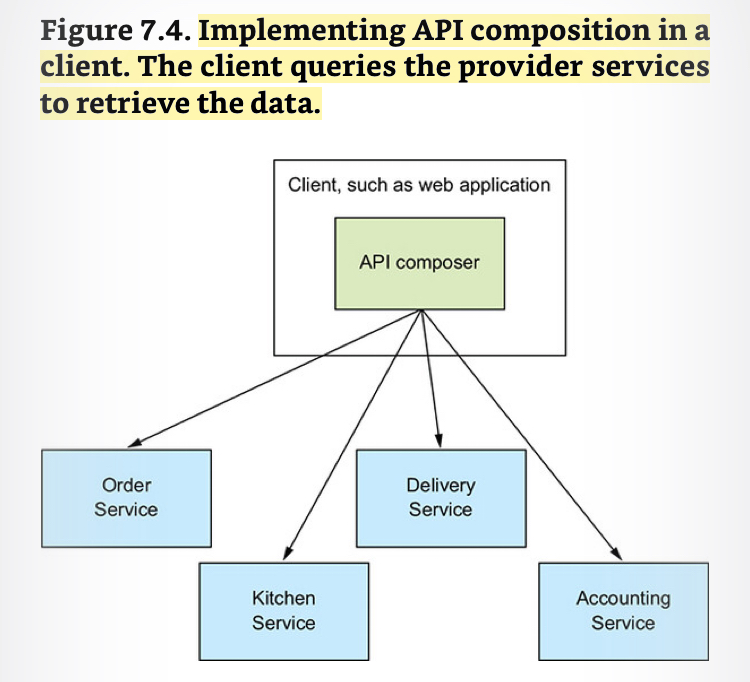 Figure 7.4. Implementing API composition in a
client. The client queries the provider services
to retrieve the data.
Client, such as web application
API composer
Order
Service
Delivery
Service
Kitchen
Service
Accounting
Service